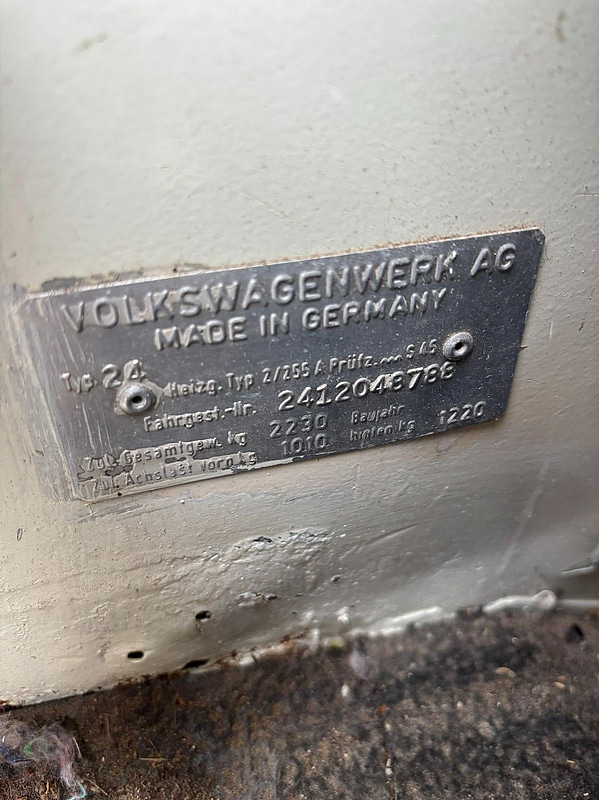 VOLKSWAGENWERK AG
MADE IN GERMANY
Typ 24 Heizg. Typ 2/255 A Prüfz. ~~~ S 45
Fahrgest.-Nr. 2412048788
Zul. Gesamtgew. kg 2230 Baujahr
Zul. Achslast vorn kg 1010 hinten kg 1220